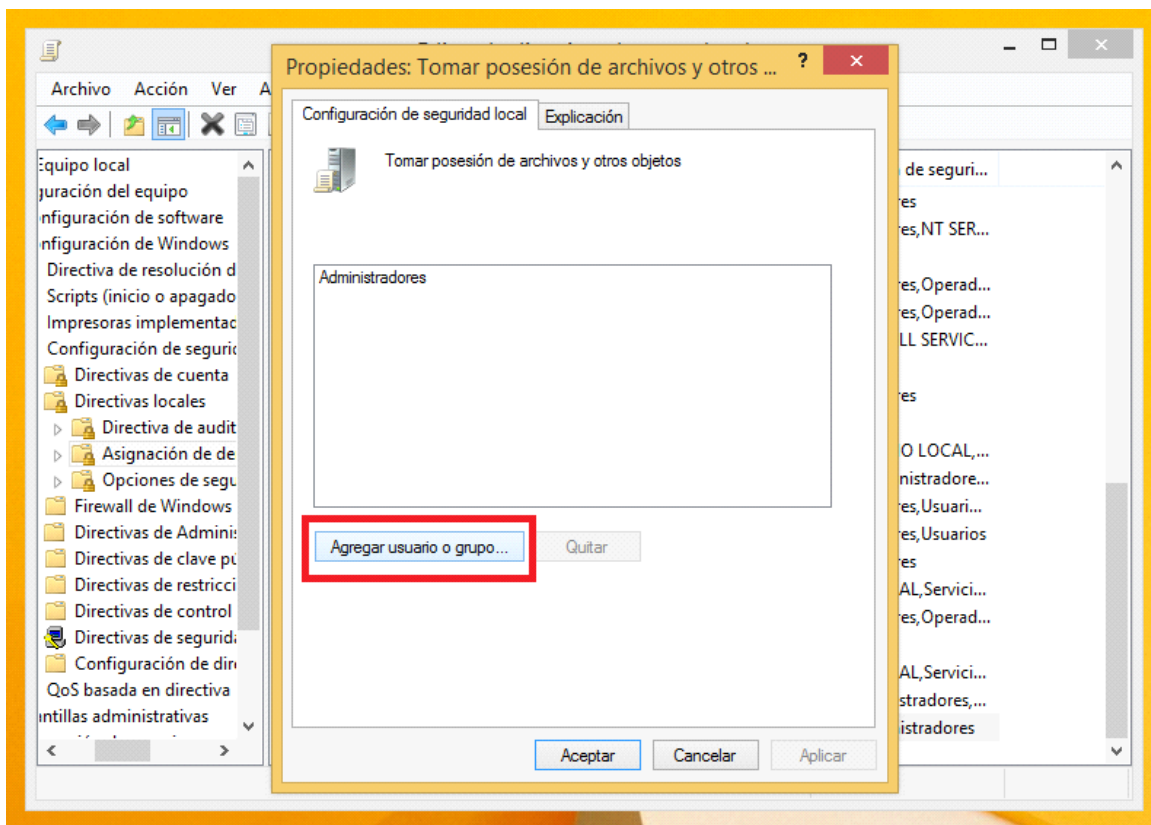 Propiedades: Tomar posesión de archivos y otros ...
?
Archivo Acción Ver A
Configuración de seguridad local
Explicación
Tomar posesión de archivos y otros objetos
Administradores
Agregar usuario o grupo...
Quitar
Aceptar
Cancelar
Aplicar
Equipo local
guración del equipo
nfiguración de software
nfiguración de Windows
Directiva de resolución d
Scripts (inicio o apagado
Impresoras implementac
Configuración de seguric
Directivas de cuenta
Directivas locales
Directiva de audit
Asignación de de
Opciones de segu
Firewall de Windows
Directivas de Adminis
Directivas de clave pú
Directivas de restricci
Directivas de control
Directivas de segurida
Configuración de dire
QoS basada en directiva
antillas administrativas
de seguri...
res
res,NT SER...
res,Operad...
res,Operad...
LL SERVIC...
res
O LOCAL,...
nistradore...
res,Usuari...
res,Usuarios
res
AL,Servici...
res,Operad...
AL,Servici...
stradores,...
istradores